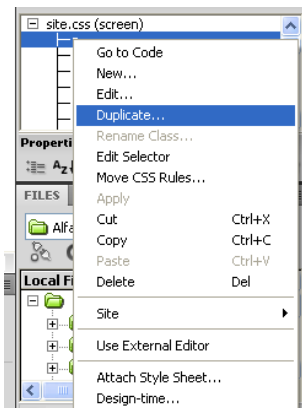 site.css (screen)
Go to Code
New...
Edit...
Duplicate...
Rename Class...
Edit Selector
Move CSS Rules...
Properti
Apply
FILES
Cut Ctrl+X
Alfa
Copy Ctrl+C
Paste Ctrl+V
Local Fi
Delete Del
Site
Use External Editor
Attach Style Sheet...
Design-time...